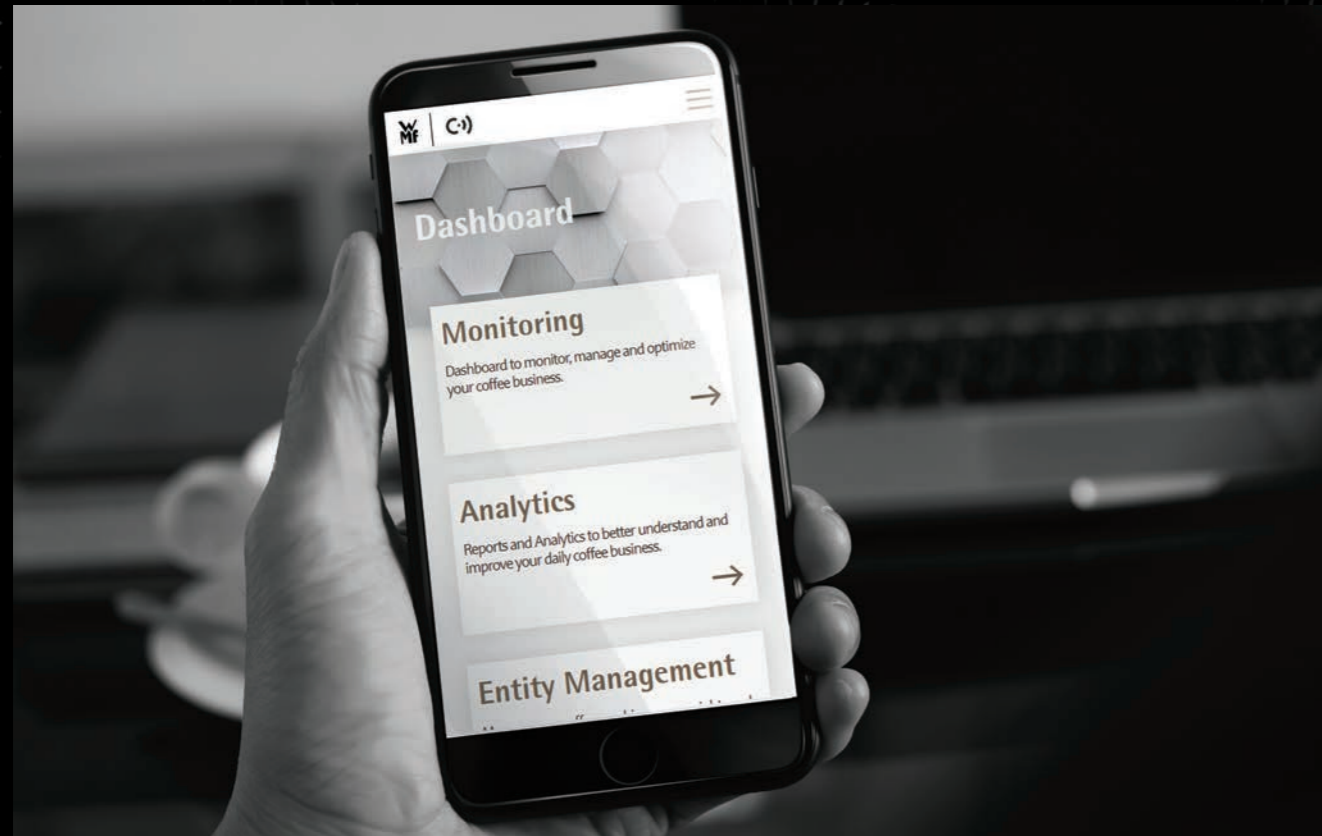 WMF
Dashboard
Monitoring
Dashboard to monitor, manage and optimize
your coffee business.
Analytics
Reports and Analytics to better understand and
improve your daily coffee business.
Entity Management